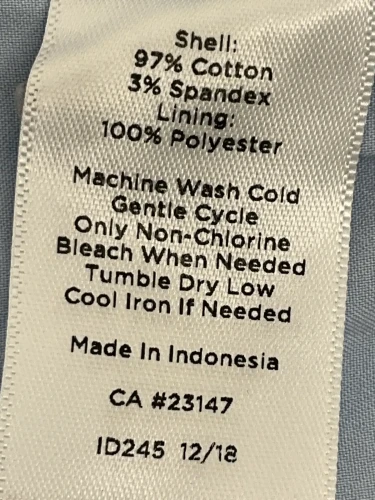 Shell:
97% Cotton
3% Spandex
Lining:
100% Polyester
Machine Wash Cold
Gentle Cycle
Only Non-Chlorine
Bleach When Needed
Tumble Dry Low
Cool Iron If Needed
Made In Indonesia
CA #23147
ID245 12/18